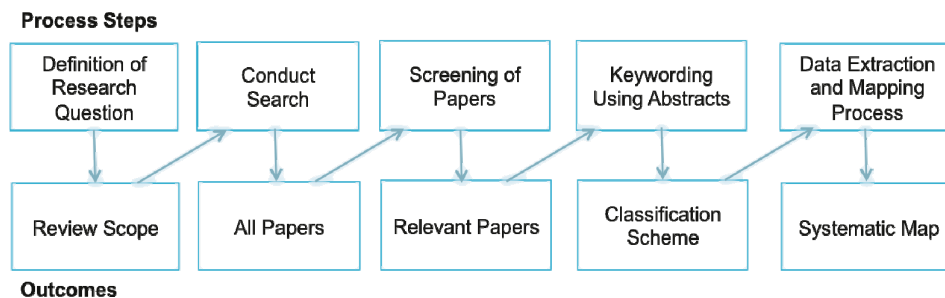 Process Steps
Definition of
Research
Question
Conduct
Search
Screening of
Papers
Keywording
Using Abstracts
Data Extraction
and Mapping
Process
Review Scope
All Papers
Relevant Papers
Classification
Scheme
Systematic Map
Outcomes